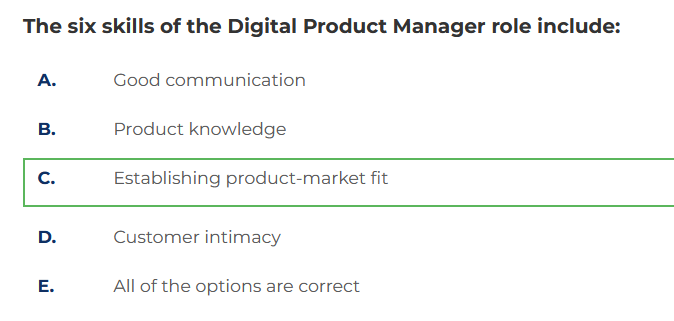 The six skills of the Digital Product Manager role include:
A. Good communication
B. Product knowledge
C. Establishing product-market fit
D. Customer intimacy
E. All of the options are correct